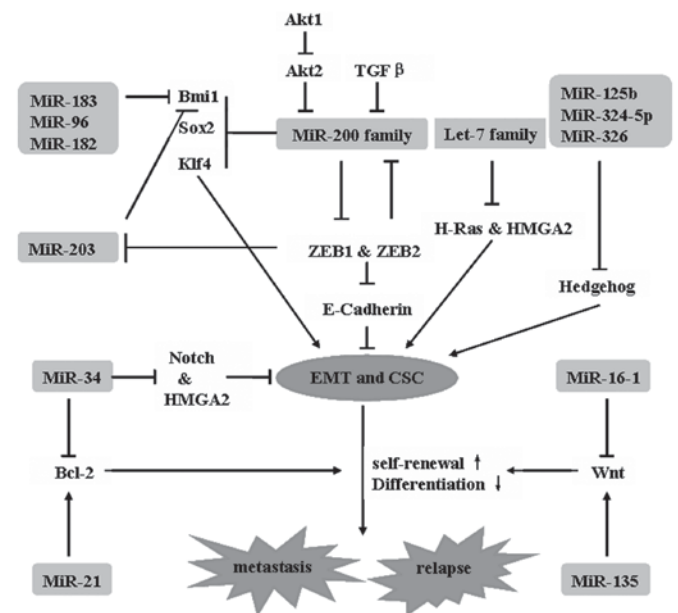 Akt1
Akt2
TGF β
MiR-183
MiR-96
MiR-182
Bmi1
Sox2
Klf4
MiR-200 family
Let-7 family
MiR-125b
MiR-324-5p
MiR-326
MiR-203
ZEB1 & ZEB2
H-Ras & HMGA2
E-Cadherin
Hedgehog
MiR-34
Notch
&
HMGA2
EMT and CSC
MiR-16-1
Bcl-2
self-renewal ↑
Differentiation ↓
Wnt
MiR-21
metastasis
relapse
MiR-135